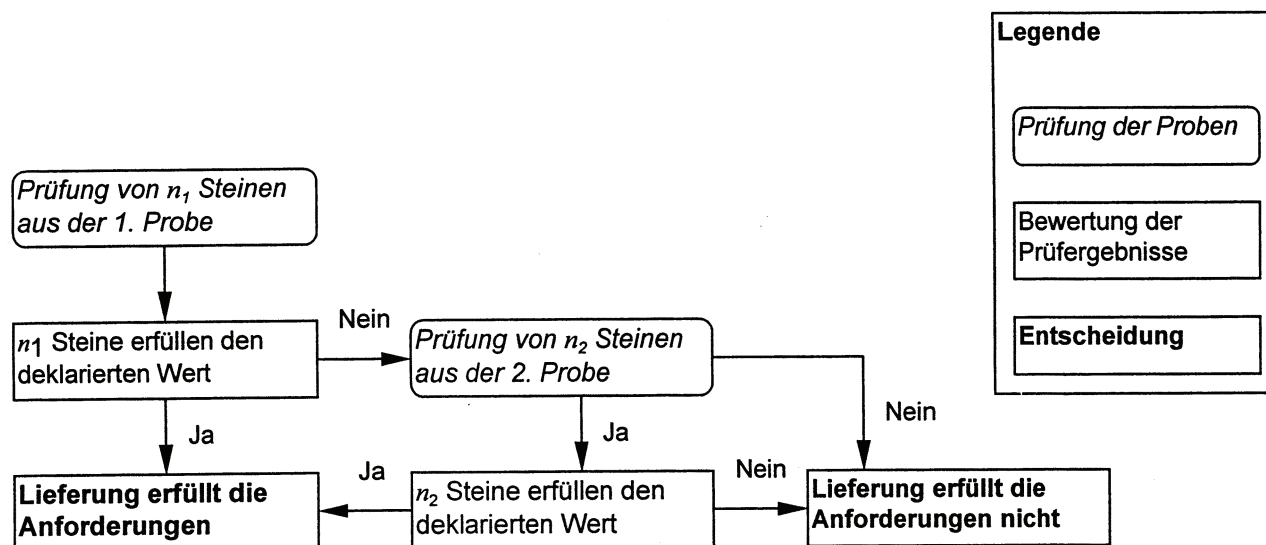 Legende
Prüfung der Proben
Bewertung der
Prüfergebnisse
Entscheidung
Prüfung von n1 Steinen
aus der 1. Probe
n1 Steine erfüllen den
deklarierten Wert
Nein
Prüfung von n2 Steinen
aus der 2. Probe
Nein
Ja
Ja
Lieferung erfüllt die
Anforderungen
Ja
n2 Steine erfüllen den
deklarierten Wert
Nein
Lieferung erfüllt die
Anforderungen nicht